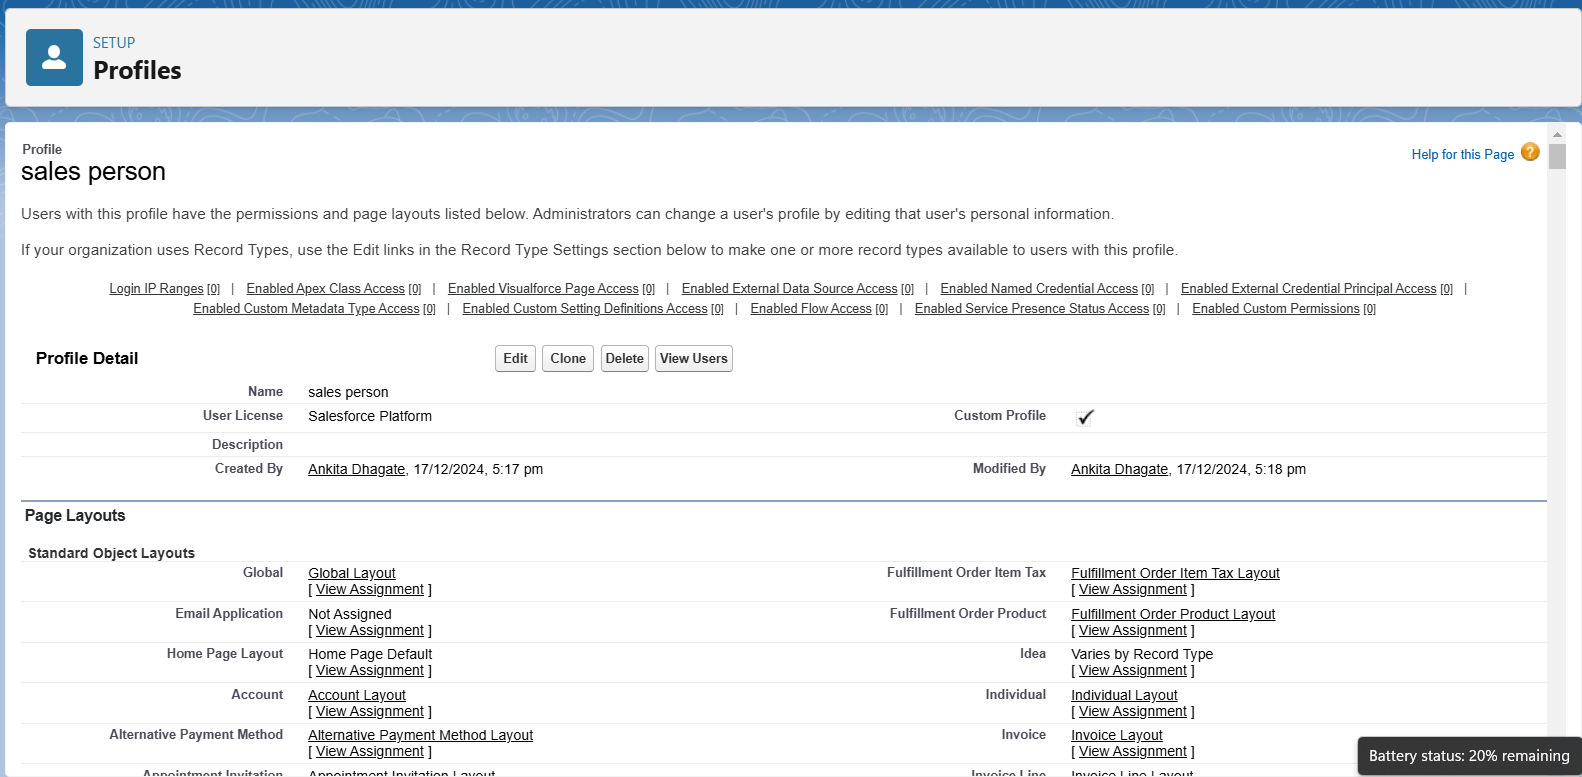 SETUP
Profiles
Profile
sales person
Help for this Page ?
Users with this profile have the permissions and page layouts listed below. Administrators can change a user's profile by editing that user's personal information.
If your organization uses Record Types, use the Edit links in the Record Type Settings section below to make one or more record types available to users with this profile.
Login IP Ranges [0] | Enabled Apex Class Access [0] | Enabled Visualforce Page Access [0] | Enabled External Data Source Access [0] | Enabled Named Credential Access [0] | Enabled External Credential Principal Access [0] |
Enabled Custom Metadata Type Access [0] | Enabled Custom Setting Definitions Access [0] | Enabled Flow Access [0] | Enabled Service Presence Status Access [0] | Enabled Custom Permissions [0]
Profile Detail Edit Clone Delete View Users
Name sales person
User License Salesforce Platform Custom Profile
Description
Created By Ankita Dhagate, 17/12/2024, 5:17 pm Modified By Ankita Dhagate, 17/12/2024, 5:18 pm
Page Layouts
Standard Object Layouts
Global Global Layout Fulfillment Order Item Tax Fulfillment Order Item Tax Layout
[ View Assignment ] [ View Assignment ]
Email Application Not Assigned Fulfillment Order Product Fulfillment Order Product Layout
[ View Assignment ] [ View Assignment ]
Home Page Layout Home Page Default Idea Varies by Record Type
[ View Assignment ] [ View Assignment ]
Account Account Layout Individual Individual Layout
[ View Assignment ] [ View Assignment ]
Alternative Payment Method Alternative Payment Method Layout Invoice Invoice Layout
[ View Assignment ] [ View Assignment ]
Appointment Invitation Appointment Invitation Layout Invoice Line Invoice Line Layout
Battery status: 20% remaining